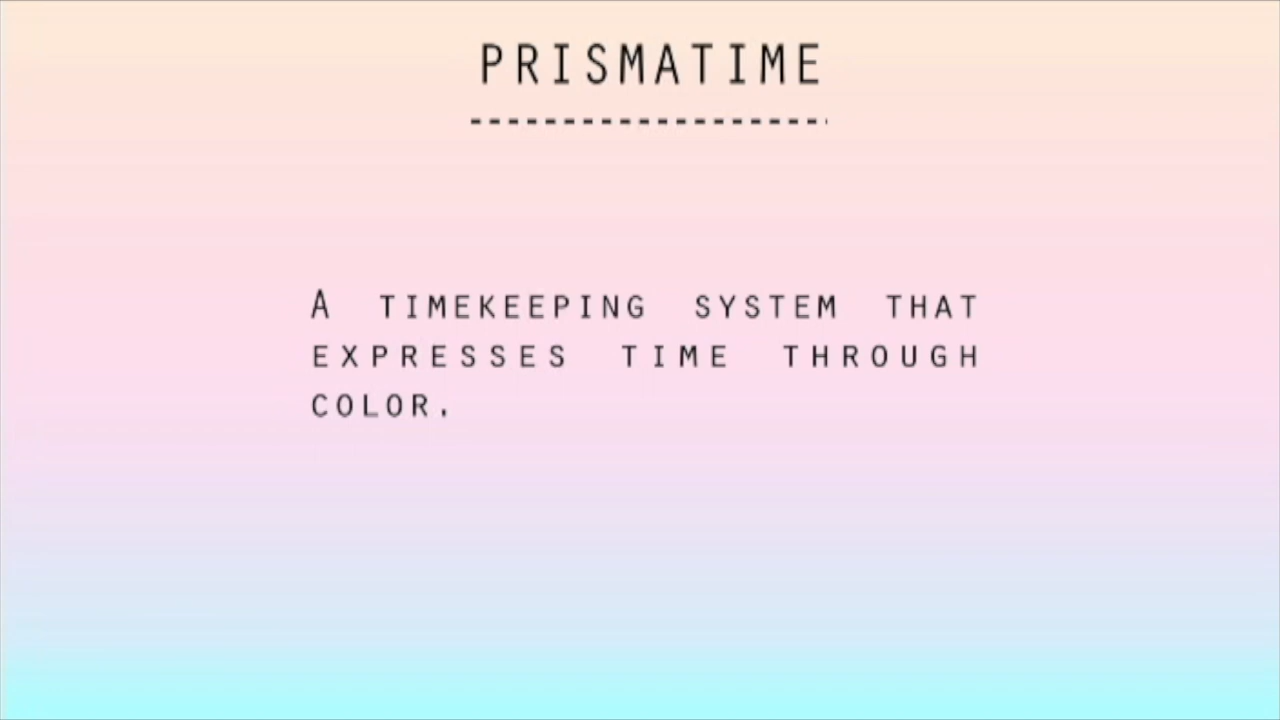 PRISMATIME
-------------------
A TIMEKEEPING SYSTEM THAT
EXPRESSES TIME THROUGH
COLOR.